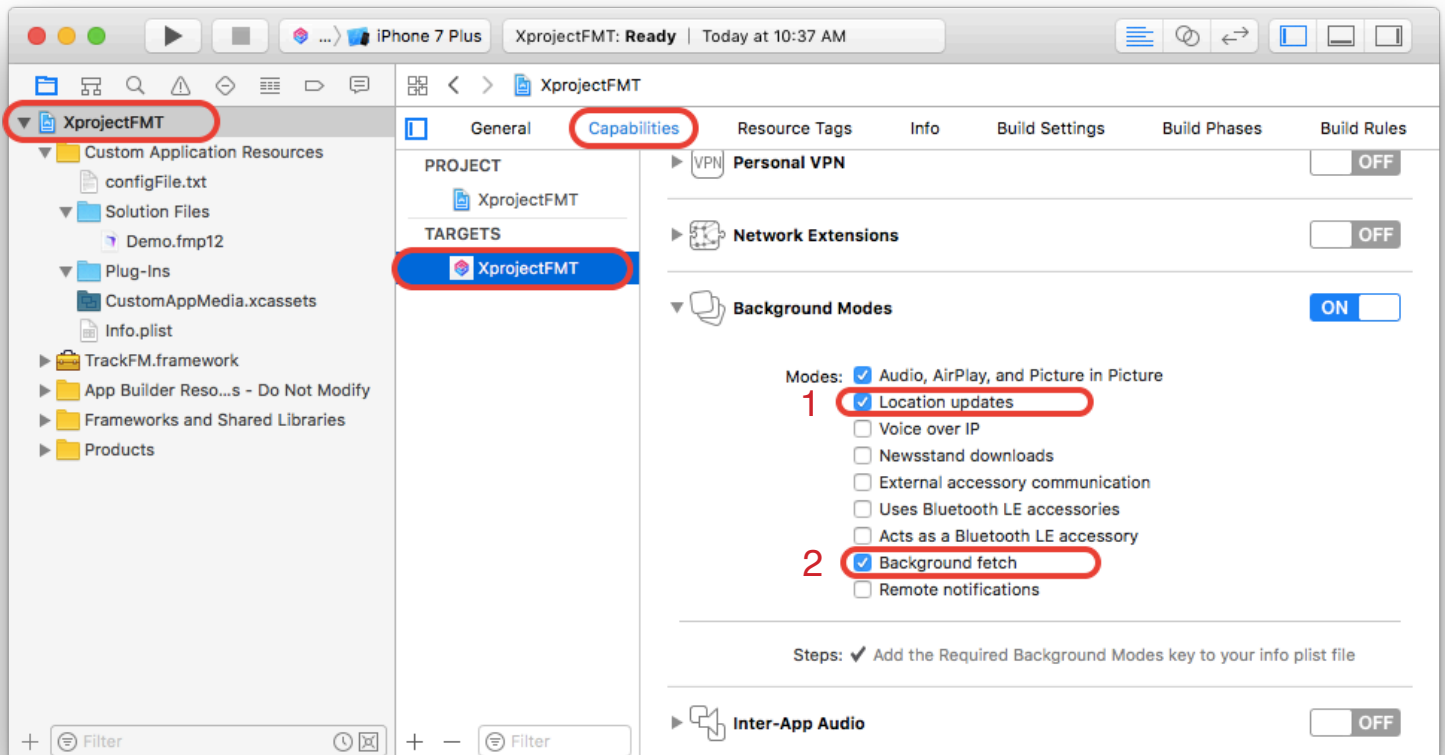 ...⟩ iPhone 7 Plus
XprojectFMT: Ready | Today at 10:37 AM
XprojectFMT
XprojectFMT
Custom Application Resources
configFile.txt
Solution Files
Demo.fmp12
Plug-Ins
CustomAppMedia.xcassets
Info.plist
TrackFM.framework
App Builder Reso...s - Do Not Modify
Frameworks and Shared Libraries
Products
Filter
General Capabilities Resource Tags Info Build Settings Build Phases Build Rules
PROJECT
XprojectFMT
TARGETS
XprojectFMT
Filter
VPN Personal VPN OFF
Network Extensions OFF
Background Modes ON
Modes: Audio, AirPlay, and Picture in Picture
1 Location updates
Voice over IP
Newsstand downloads
External accessory communication
Uses Bluetooth LE accessories
Acts as a Bluetooth LE accessory
2 Background fetch
Remote notifications
Steps: ✔ Add the Required Background Modes key to your info plist file
Inter-App Audio OFF